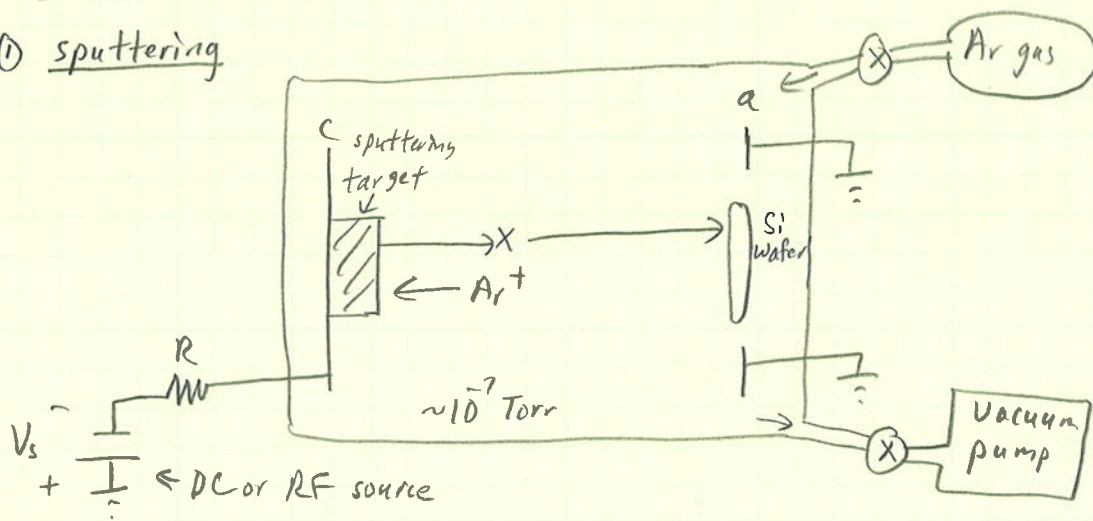 ① sputtering
Ar gas
X
a
C
sputtering
target
X
Ar+
Si
wafer
R
~10^-7 Torr
-
Vs
+
← DC or RF source
X
Vacuum
pump